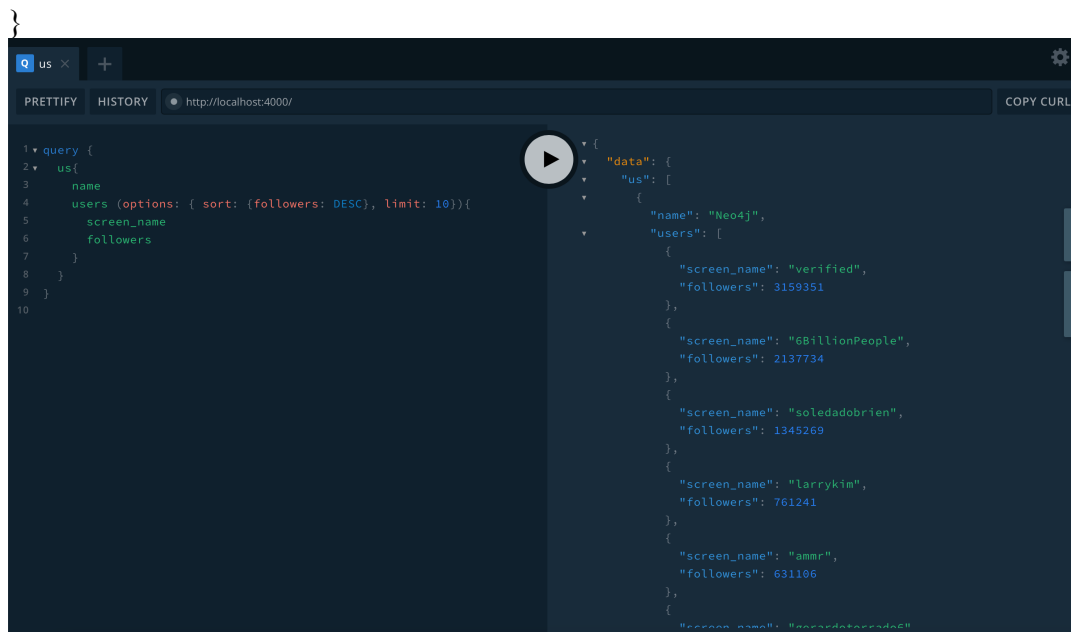 }
Q us ×
+
PRETTIFY HISTORY http://localhost:4000/ COPY CURL
1 query {
2 us{
3 name
4 users (options: { sort: {followers: DESC}, limit: 10}){
5 screen_name
6 followers
7 }
8 }
9 }
10
{
"data": {
"us": [
{
"name": "Neo4j",
"users": [
{
"screen_name": "verified",
"followers": 3159351
},
{
"screen_name": "6BillionPeople",
"followers": 2137734
},
{
"screen_name": "soledadobrien",
"followers": 1345269
},
{
"screen_name": "larrykim",
"followers": 761241
},
{
"screen_name": "ammr",
"followers": 631106
},
{
"screen_name": "gerardoterrado6"